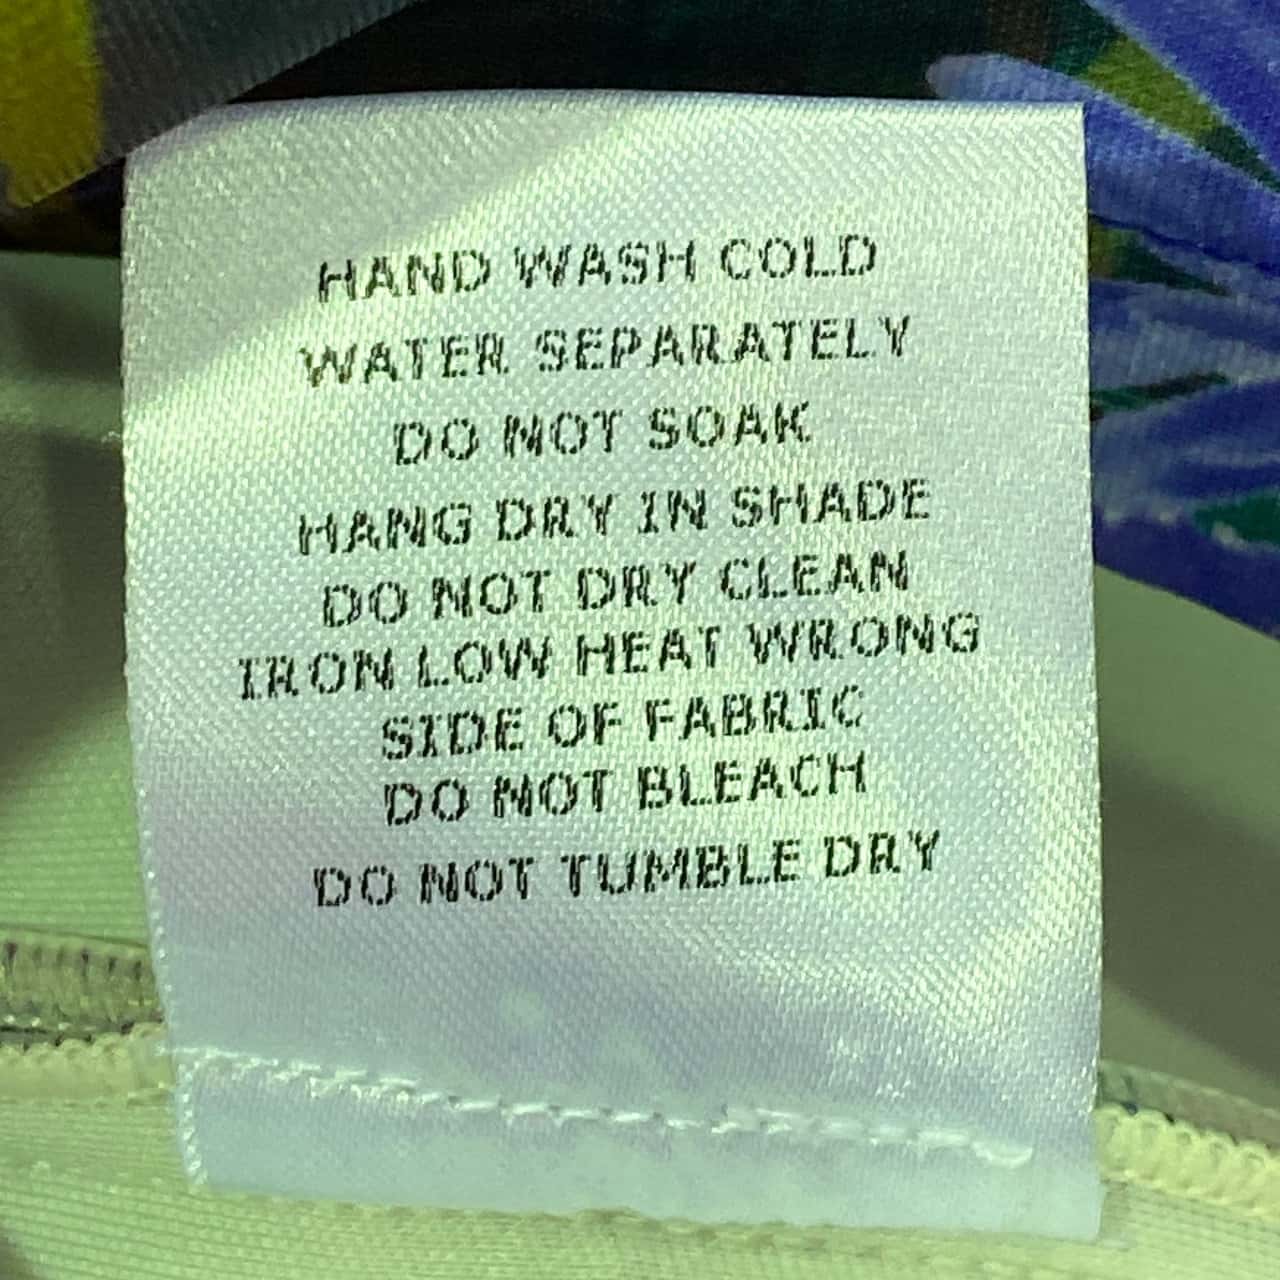 HAND WASH COLD
WATER SEPARATELY
DO NOT SOAK
HANG DRY IN SHADE
DO NOT DRY CLEAN
IRON LOW HEAT WRONG
SIDE OF FABRIC
DO NOT BLEACH
DO NOT TUMBLE DRY